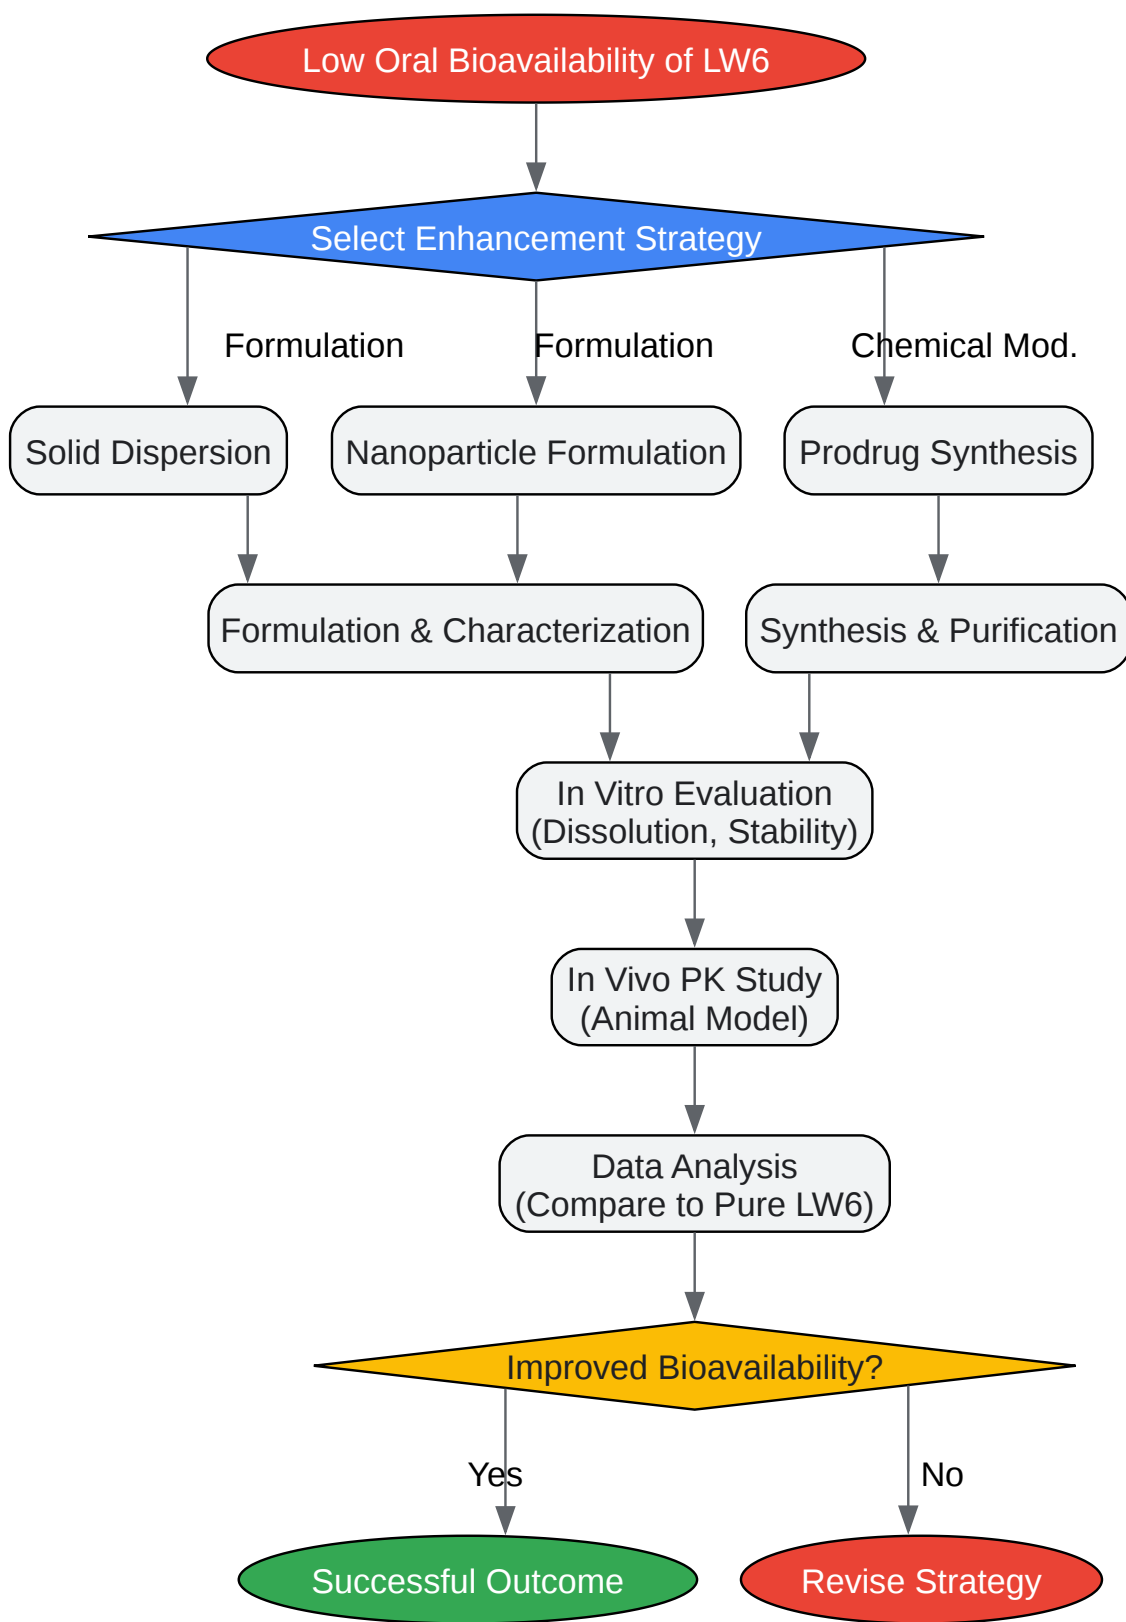 Low Oral Bioavailability of LW6
Select Enhancement Strategy
Formulation
Formulation
Chemical Mod.
Solid Dispersion
Nanoparticle Formulation
Prodrug Synthesis
Formulation & Characterization
Synthesis & Purification
In Vitro Evaluation
(Dissolution, Stability)
In Vivo PK Study
(Animal Model)
Data Analysis
(Compare to Pure LW6)
Improved Bioavailability?
Yes
No
Successful Outcome
Revise Strategy